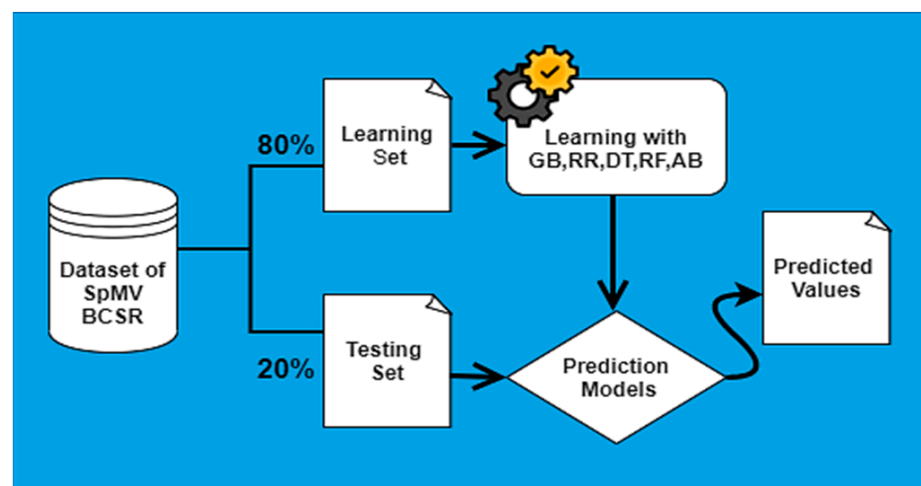 Dataset of
SpMV
BCSR
80%
Learning
Set
Learning with
GB,RR,DT,RF,AB
20%
Testing
Set
Prediction
Models
Predicted
Values